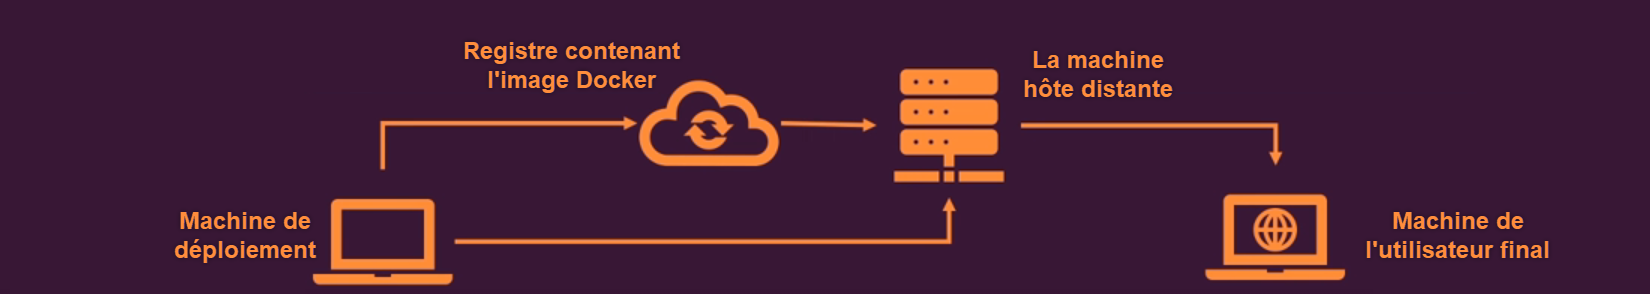 Registre contenant
l'image Docker
La machine
hôte distante
Machine de
déploiement
Machine de
l'utilisateur final